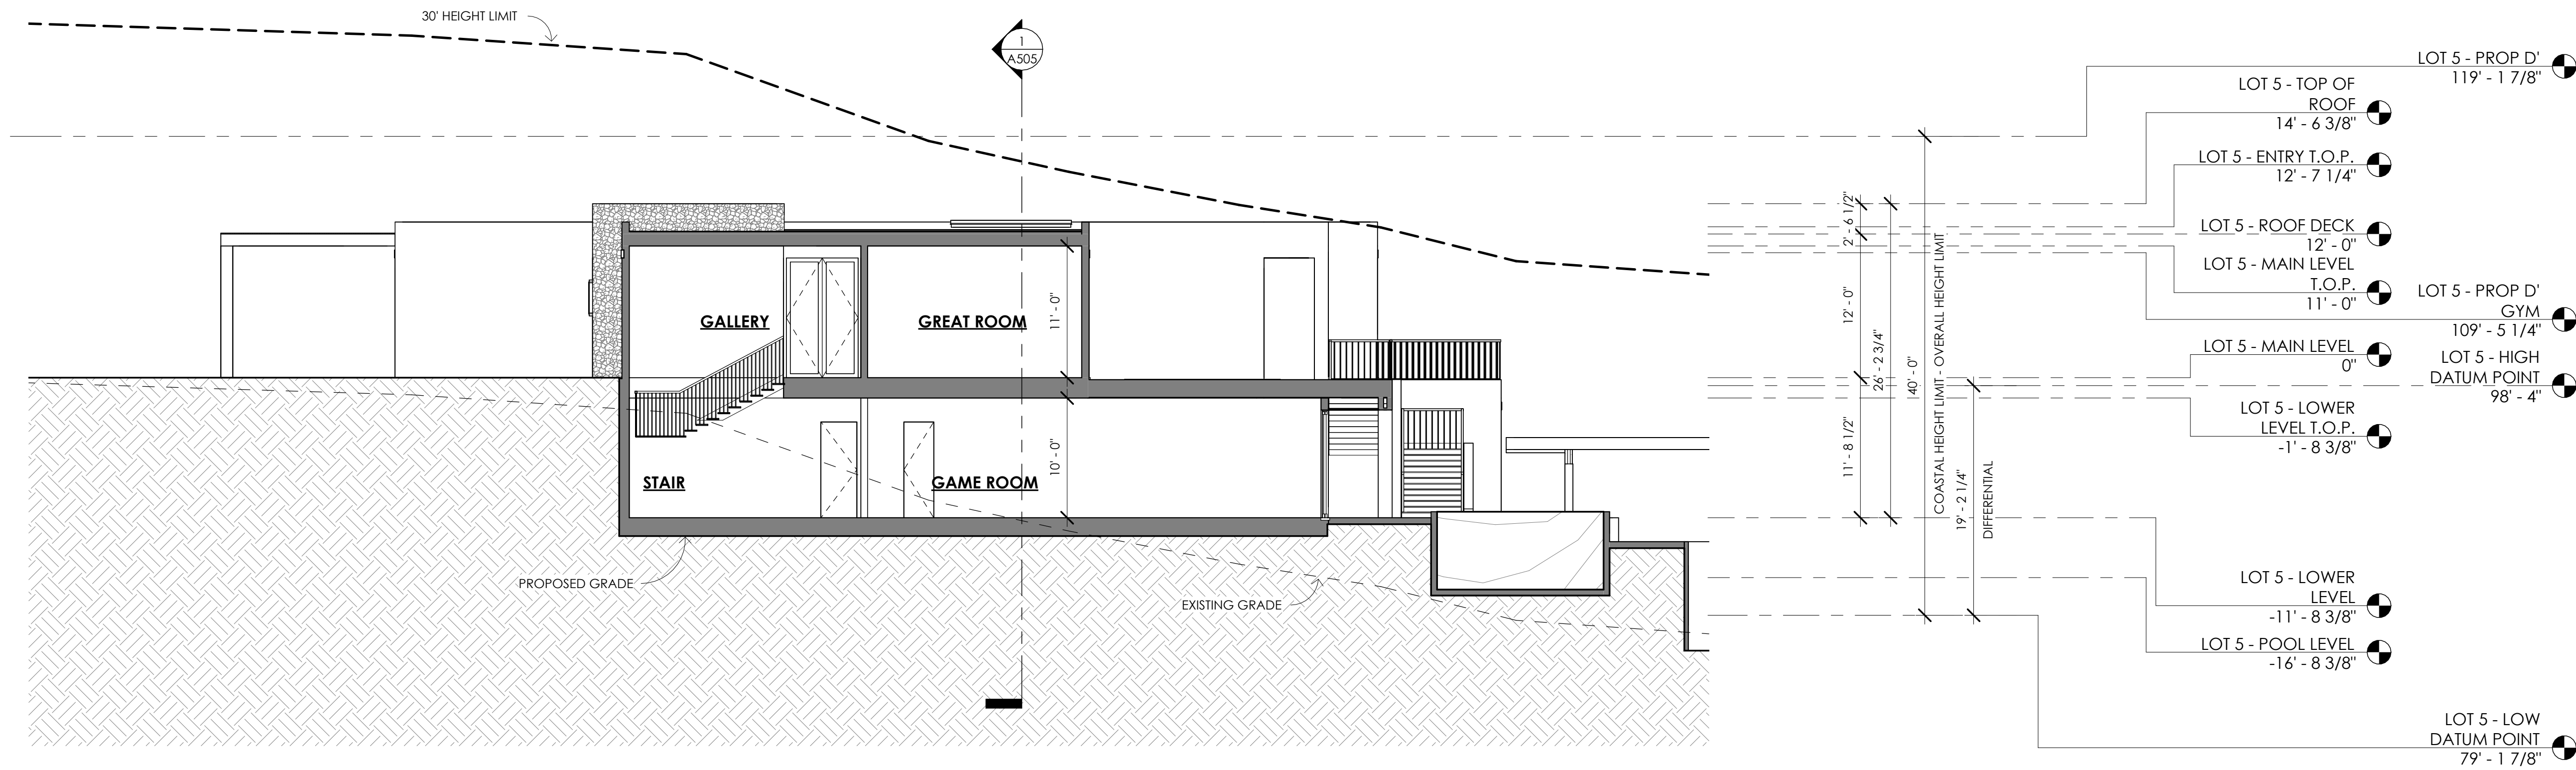 30' HEIGHT LIMIT
1
A505
GALLERY
GREAT ROOM
11' - 0"
STAIR
GAME ROOM
10' - 0"
PROPOSED GRADE
EXISTING GRADE
2' - 6 1/2"
12' - 0"
11' - 8 1/2"
26' - 2 3/4"
40' - 0"
COASTAL HEIGHT LIMIT - OVERALL HEIGHT LIMIT
19' - 2 1/4"
DIFFERENTIAL
LOT 5 - PROP D'
119' - 1 7/8"
LOT 5 - TOP OF
ROOF
14' - 6 3/8"
LOT 5 - ENTRY T.O.P.
12' - 7 1/4"
LOT 5 - ROOF DECK
12' - 0"
LOT 5 - MAIN LEVEL
T.O.P.
11' - 0"
LOT 5 - PROP D'
GYM
109' - 5 1/4"
LOT 5 - MAIN LEVEL
0"
LOT 5 - HIGH
DATUM POINT
98' - 4"
LOT 5 - LOWER
LEVEL T.O.P.
-1' - 8 3/8"
LOT 5 - LOWER
LEVEL
-11' - 8 3/8"
LOT 5 - POOL LEVEL
-16' - 8 3/8"
LOT 5 - LOW
DATUM POINT
79' - 1 7/8"